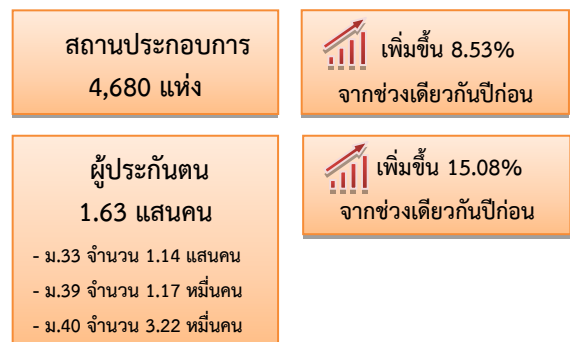 สถานประกอบการ
4,680 แห่ง
เพิ่มขึ้น 8.53%
จากช่วงเดียวกันปีก่อน
ผู้ประกันตน
1.63 แสนคน
- ม.33 จำนวน 1.14 แสนคน
- ม.39 จำนวน 1.17 หมื่นคน
- ม.40 จำนวน 3.22 หมื่นคน
เพิ่มขึ้น 15.08%
จากช่วงเดียวกันปีก่อน